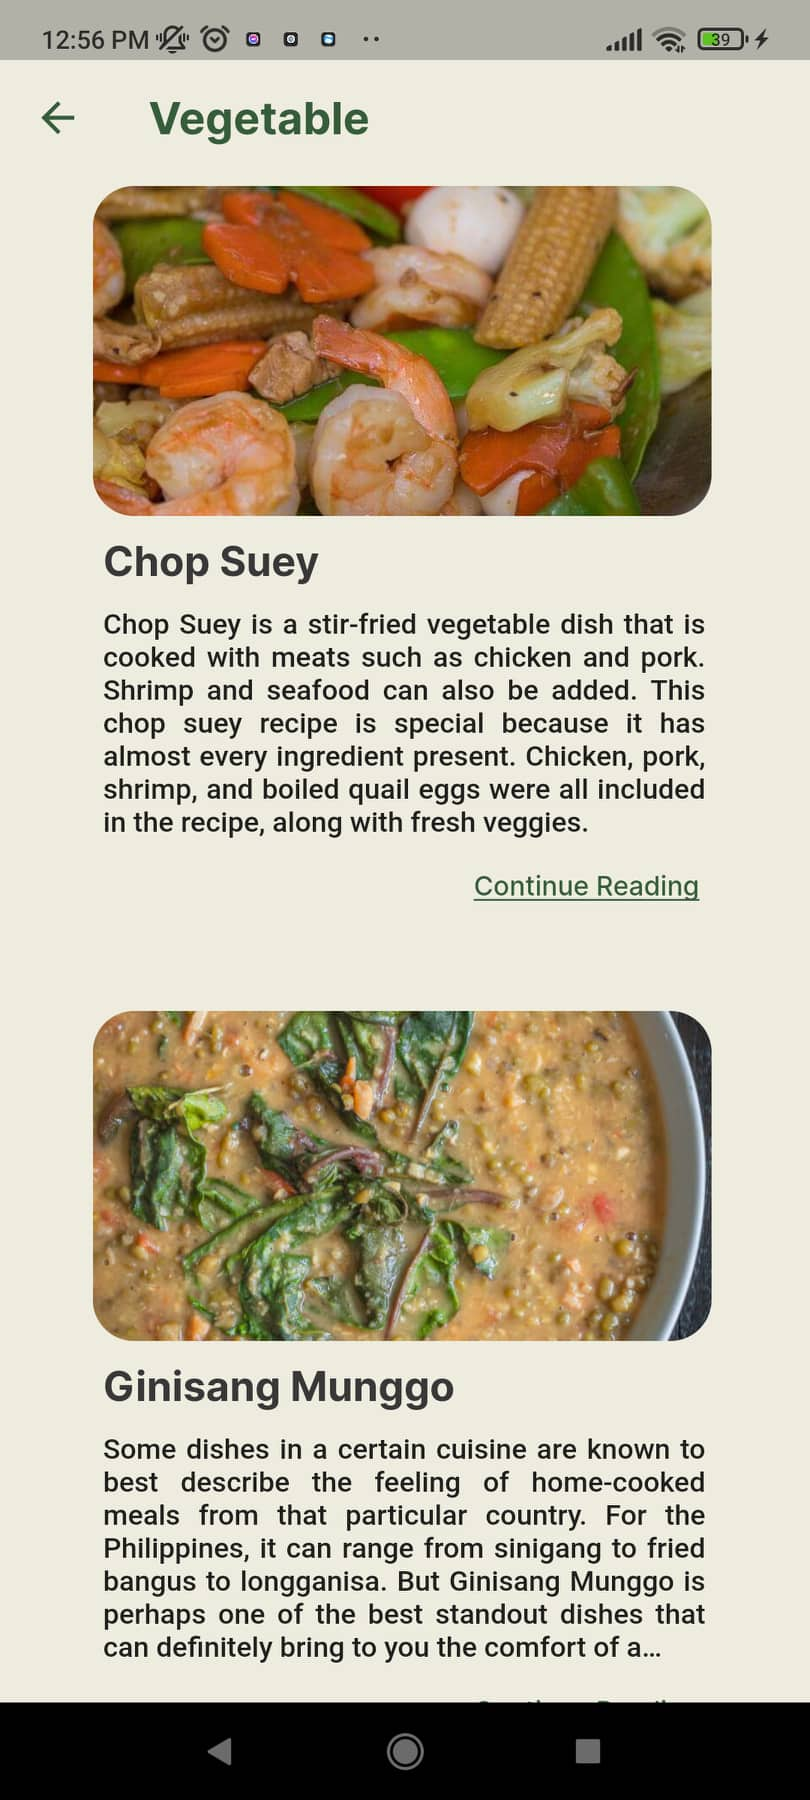 12:56 PM
39
Vegetable
Chop Suey
Chop Suey is a stir-fried vegetable dish that is
cooked with meats such as chicken and pork.
Shrimp and seafood can also be added. This
chop suey recipe is special because it has
almost every ingredient present. Chicken, pork,
shrimp, and boiled quail eggs were all included
in the recipe, along with fresh veggies.
Continue Reading
Ginisang Munggo
Some dishes in a certain cuisine are known to
best describe the feeling of home-cooked
meals from that particular country. For the
Philippines, it can range from sinigang to fried
bangus to longganisa. But Ginisang Munggo is
perhaps one of the best standout dishes that
can definitely bring to you the comfort of a...